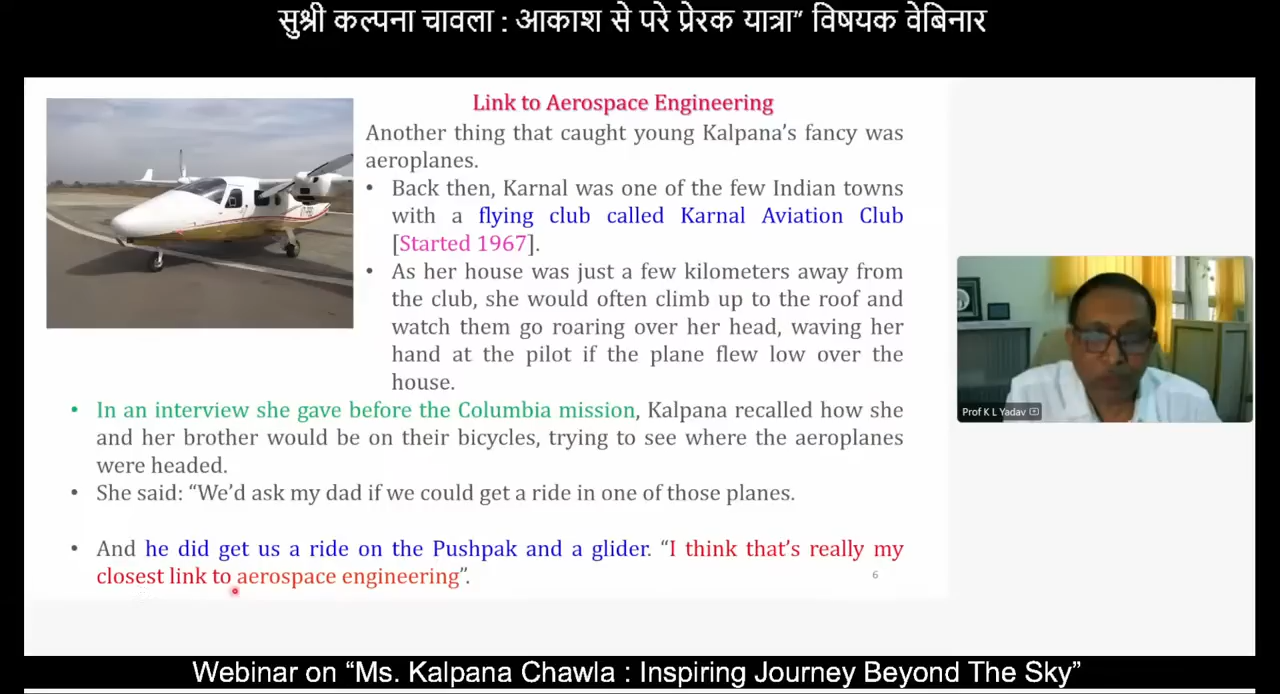 सुश्री कल्पना चावला : आकाश से परे प्रेरक यात्रा” विषयक वेबिनार
Link to Aerospace Engineering
Another thing that caught young Kalpana’s fancy was
aeroplanes.
• Back then, Karnal was one of the few Indian towns
with a flying club called Karnal Aviation Club
[Started 1967].
• As her house was just a few kilometers away from
the club, she would often climb up to the roof and
watch them go roaring over her head, waving her
hand at the pilot if the plane flew low over the
house.
• In an interview she gave before the Columbia mission, Kalpana recalled how she
and her brother would be on their bicycles, trying to see where the aeroplanes
were headed.
• She said: “We’d ask my dad if we could get a ride in one of those planes.
• And he did get us a ride on the Pushpak and a glider. “I think that’s really my
closest link to aerospace engineering”.
6
Prof K L Yadav
Webinar on “Ms. Kalpana Chawla : Inspiring Journey Beyond The Sky”